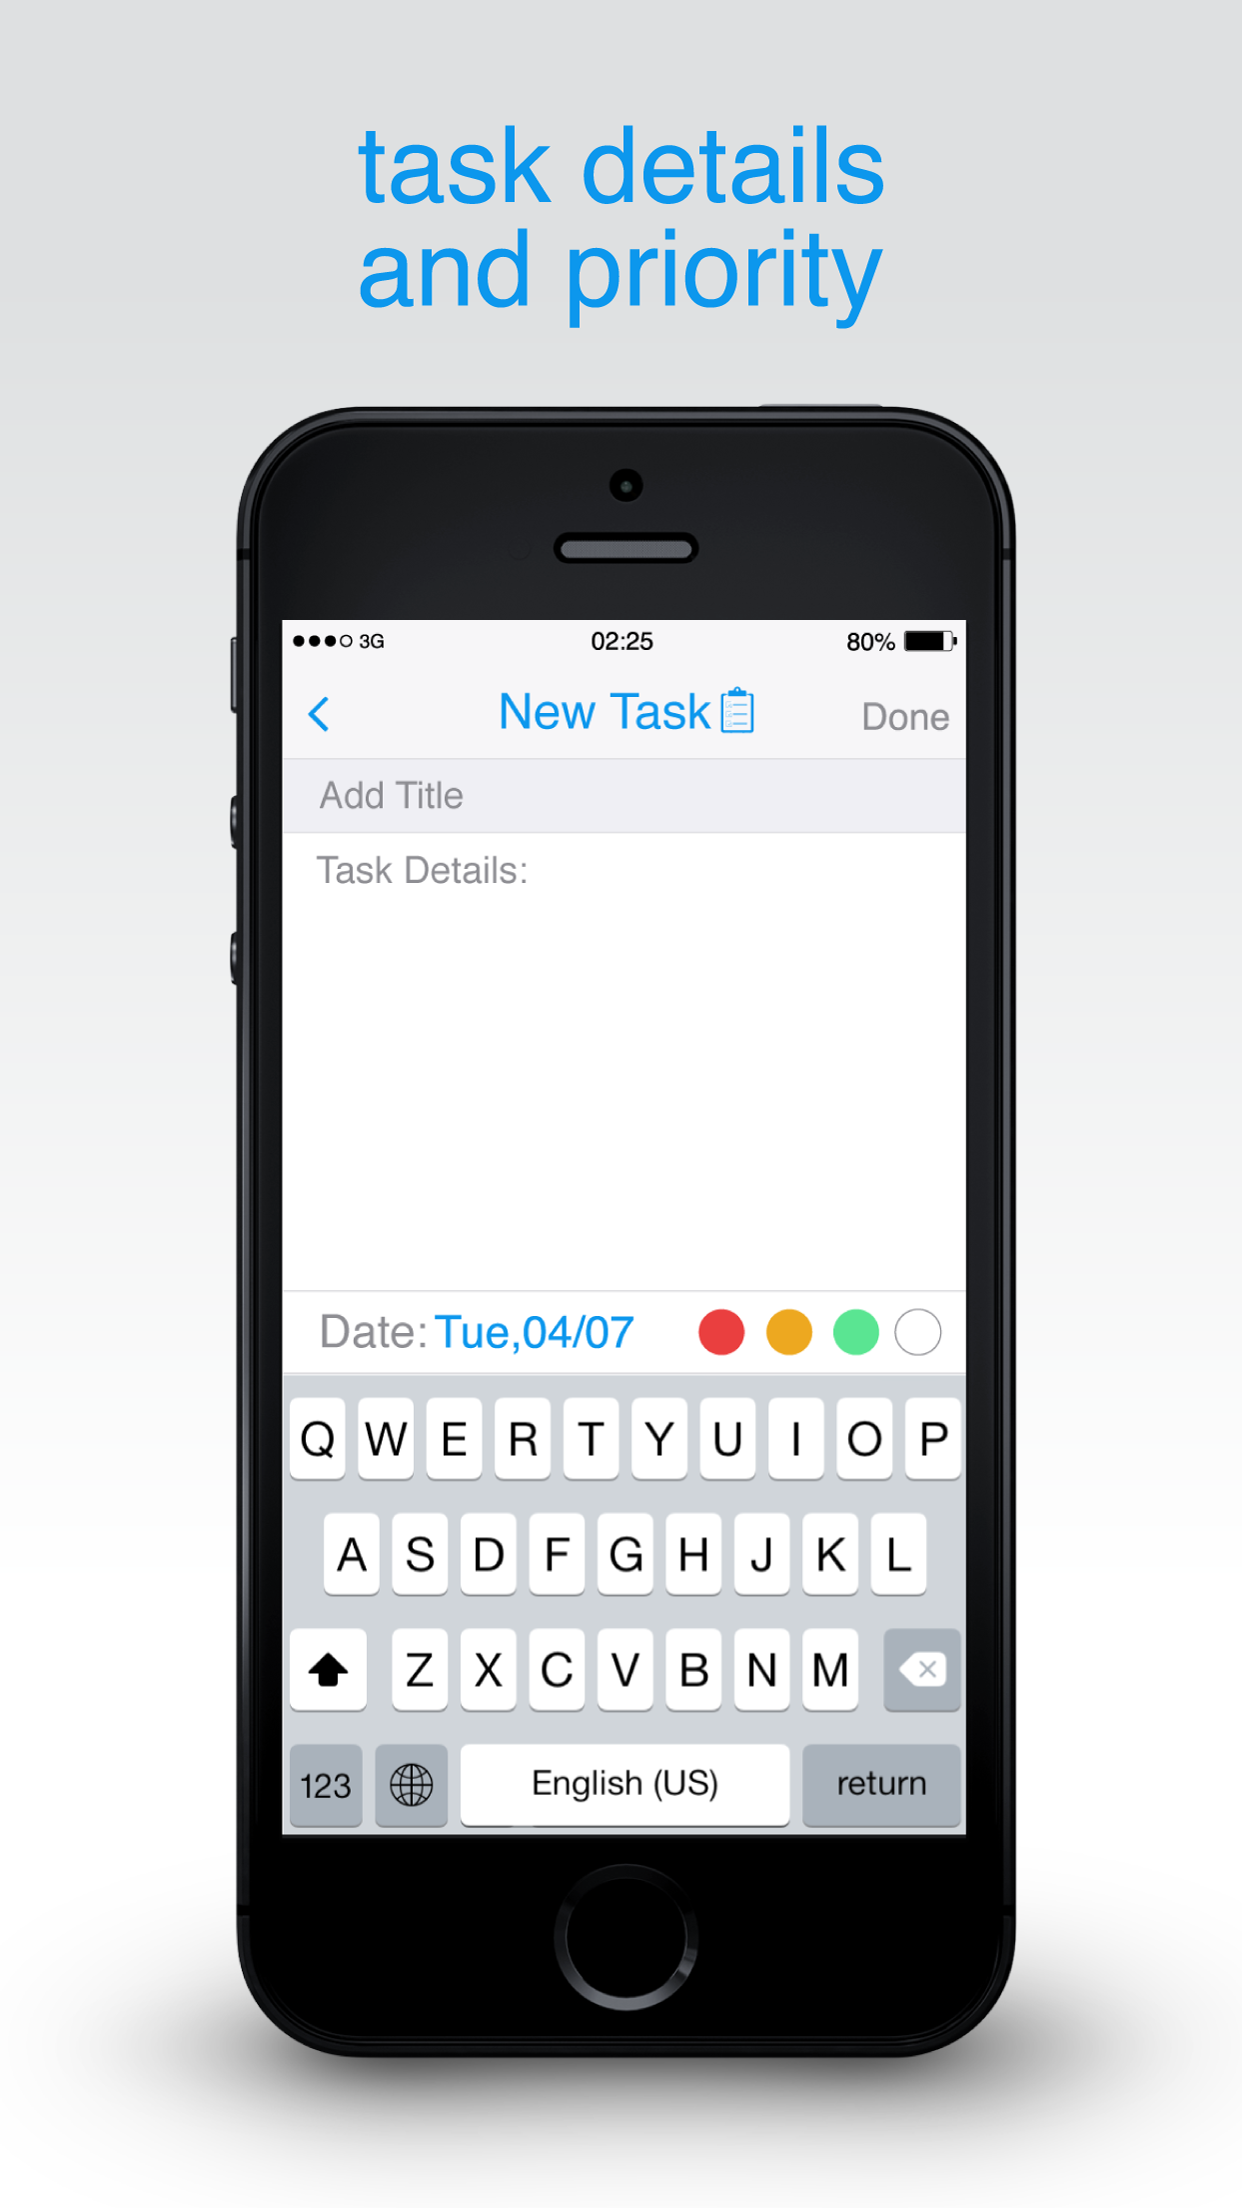 task details
and priority
3G 02:25 80%
New Task Done
Add Title
Task Details:
Date: Tue,04/07
Q W E R T Y U I O P
A S D F G H J K L
Z X C V B N M
123 English (US) return